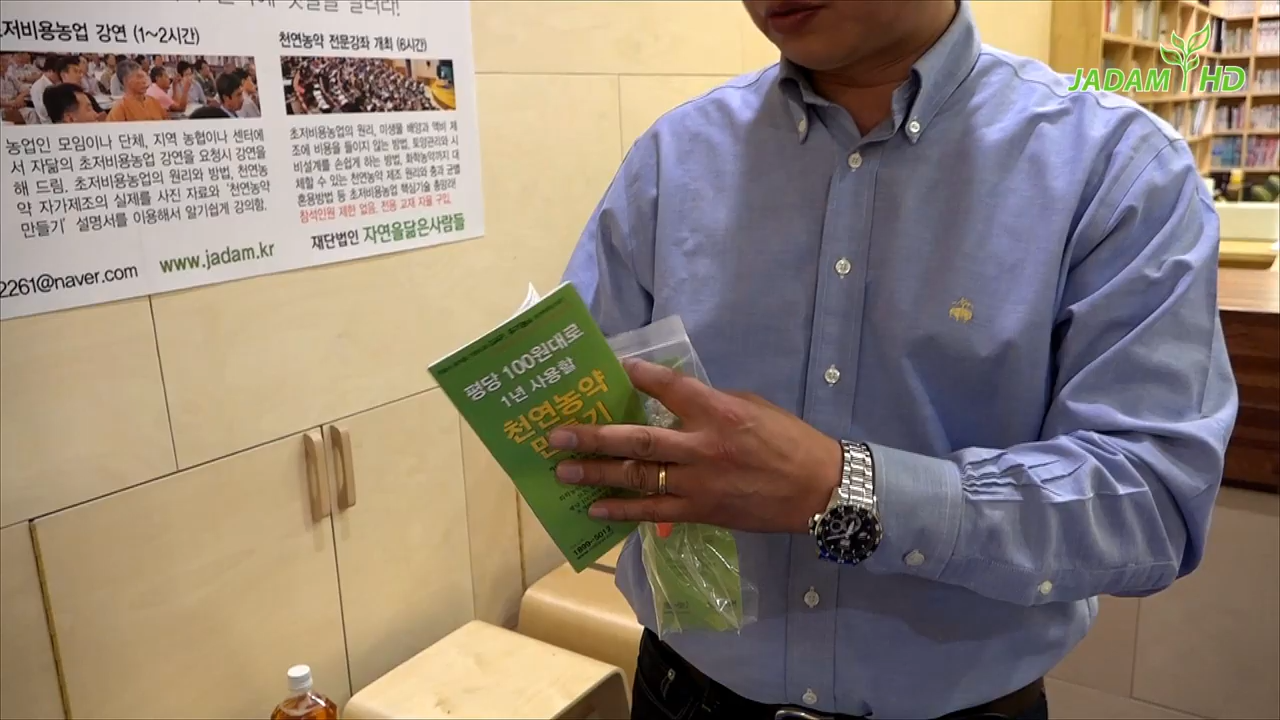 초저비용농업 강연 (1~2시간)
농업인 모임이나 단체, 지역 농협이나 센터에
서 자닮의 초저비용농업 강연을 요청시 강연을
해 드림. 초저비용농업의 원리와 방법, 천연농
약 자가제조의 실제를 사진 자료와 '천연농약
만들기' 설명서를 이용해서 알기쉽게 강의함.
천연농약 전문강좌 개최 (6시간)
초저비용농업의 원리, 미생물 배양과 액비 제
조에 비용을 들이지 않는 방법, 토양관리와 시
비설계를 손쉽게 하는 방법, 화학농약까지 대
체할 수 있는 천연농약 제조 원리와 충과 균별
혼용방법 등 초저비용농업 핵심기술 총망라!
참석인원 제한 없음, 전용 교재 자율 구입.
2261@naver.com
www.jadam.kr
재단법인 자연을닮은사람들
JADAM HD
평당 100원대로
1년 사용할
천연농약
1899-5012